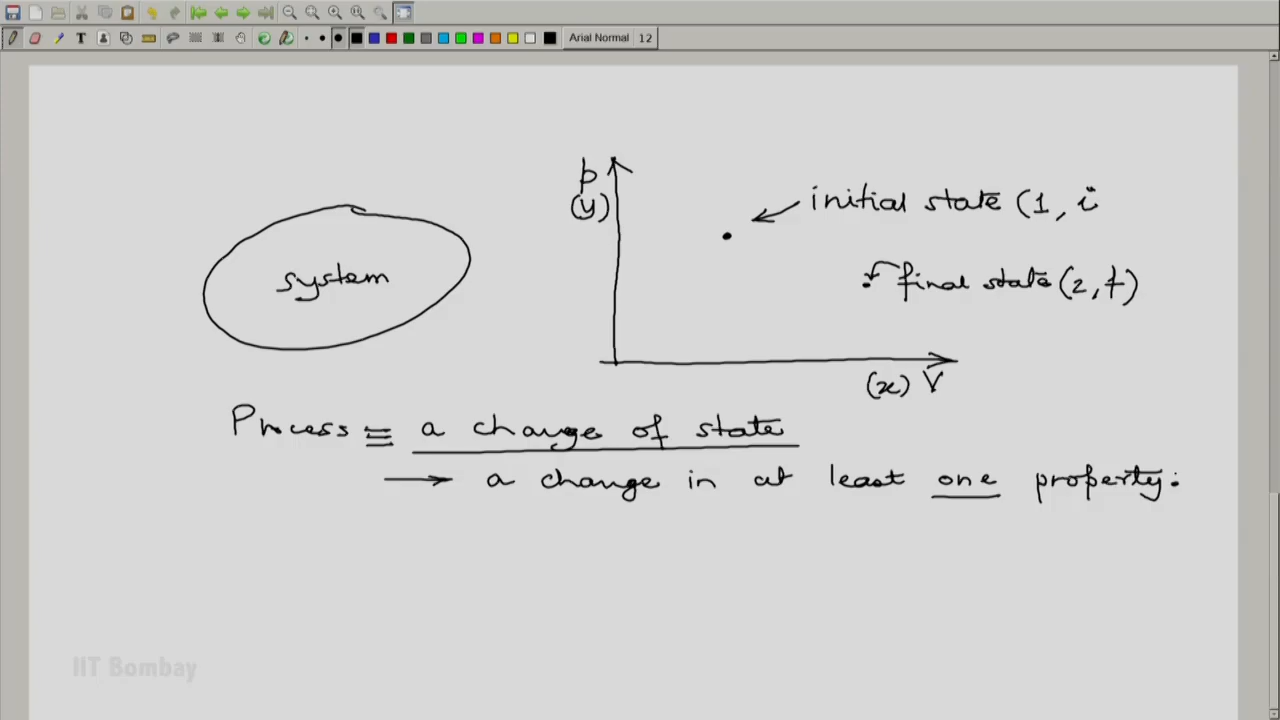 Arial Normal 12
p
(y)
system
initial state (1, i
final state (2, f)
(x) V
Process ≡ a change of state
→ a change in at least one property.
IIT Bombay